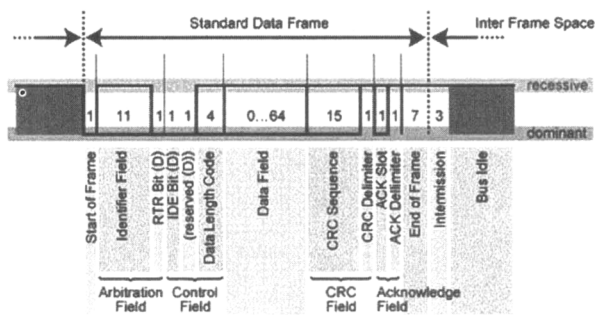 Standard Data Frame
Inter Frame Space
recessive
1 11 1 1 1 4 0...64 15 1 1 1 7 3
dominant
Start of Frame
Identifier Field
RTR Bit (D)
IDE Bit (D)
(reserved (D))
Data Length Code
Data Field
CRC Sequence
CRC Delimiter
ACK Slot
ACK Delimiter
End of Frame
Intermission
Bus Idle
Arbitration
Field
Control
Field
CRC
Field
Acknowledge
Field